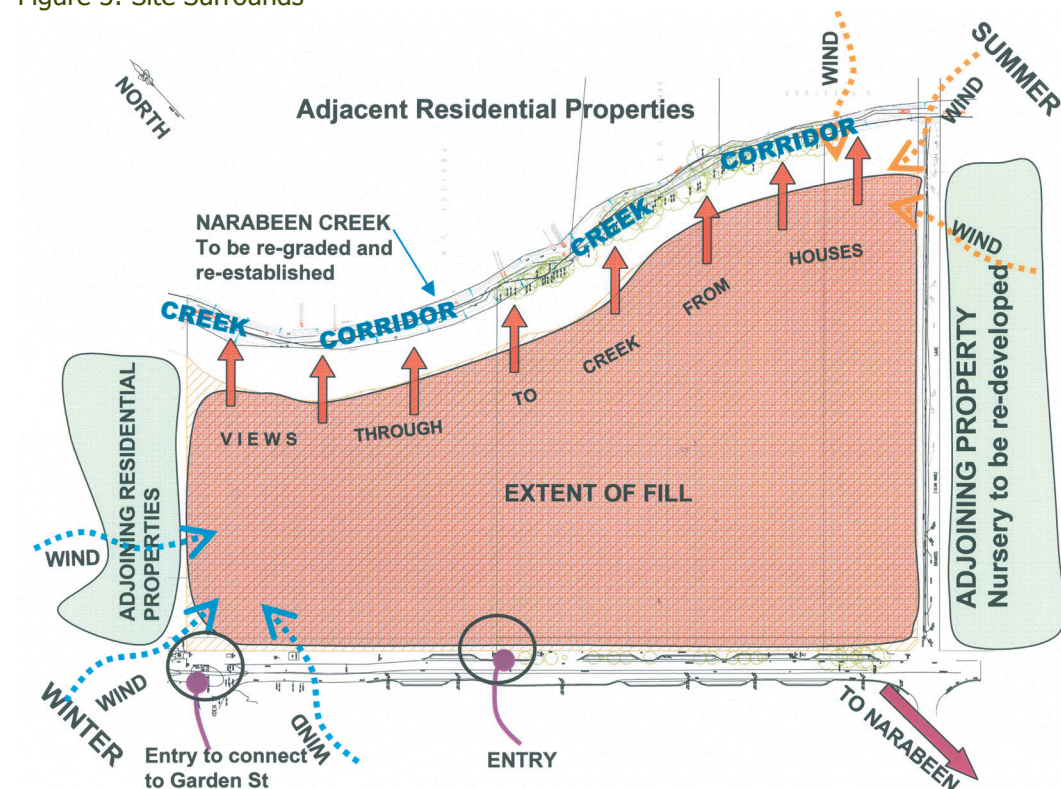 Figure 5: Site Surrounds
NORTH
Adjacent Residential Properties
WIND
SUMMER
WIND
CORRIDOR
NARABEEN CREEK
To be re-graded and
re-established
CREEK
WIND
HOUSES
FROM
CREEK
CORRIDOR
CREEK
TO
THROUGH
VIEWS
EXTENT OF FILL
ADJOINING RESIDENTIAL
PROPERTIES
WIND
ADJOINING PROPERTY
Nursery to be re-developed
LANE
WINTER
WIND
WIND
Entry to connect
to Garden St
ENTRY
TO NARABEEN